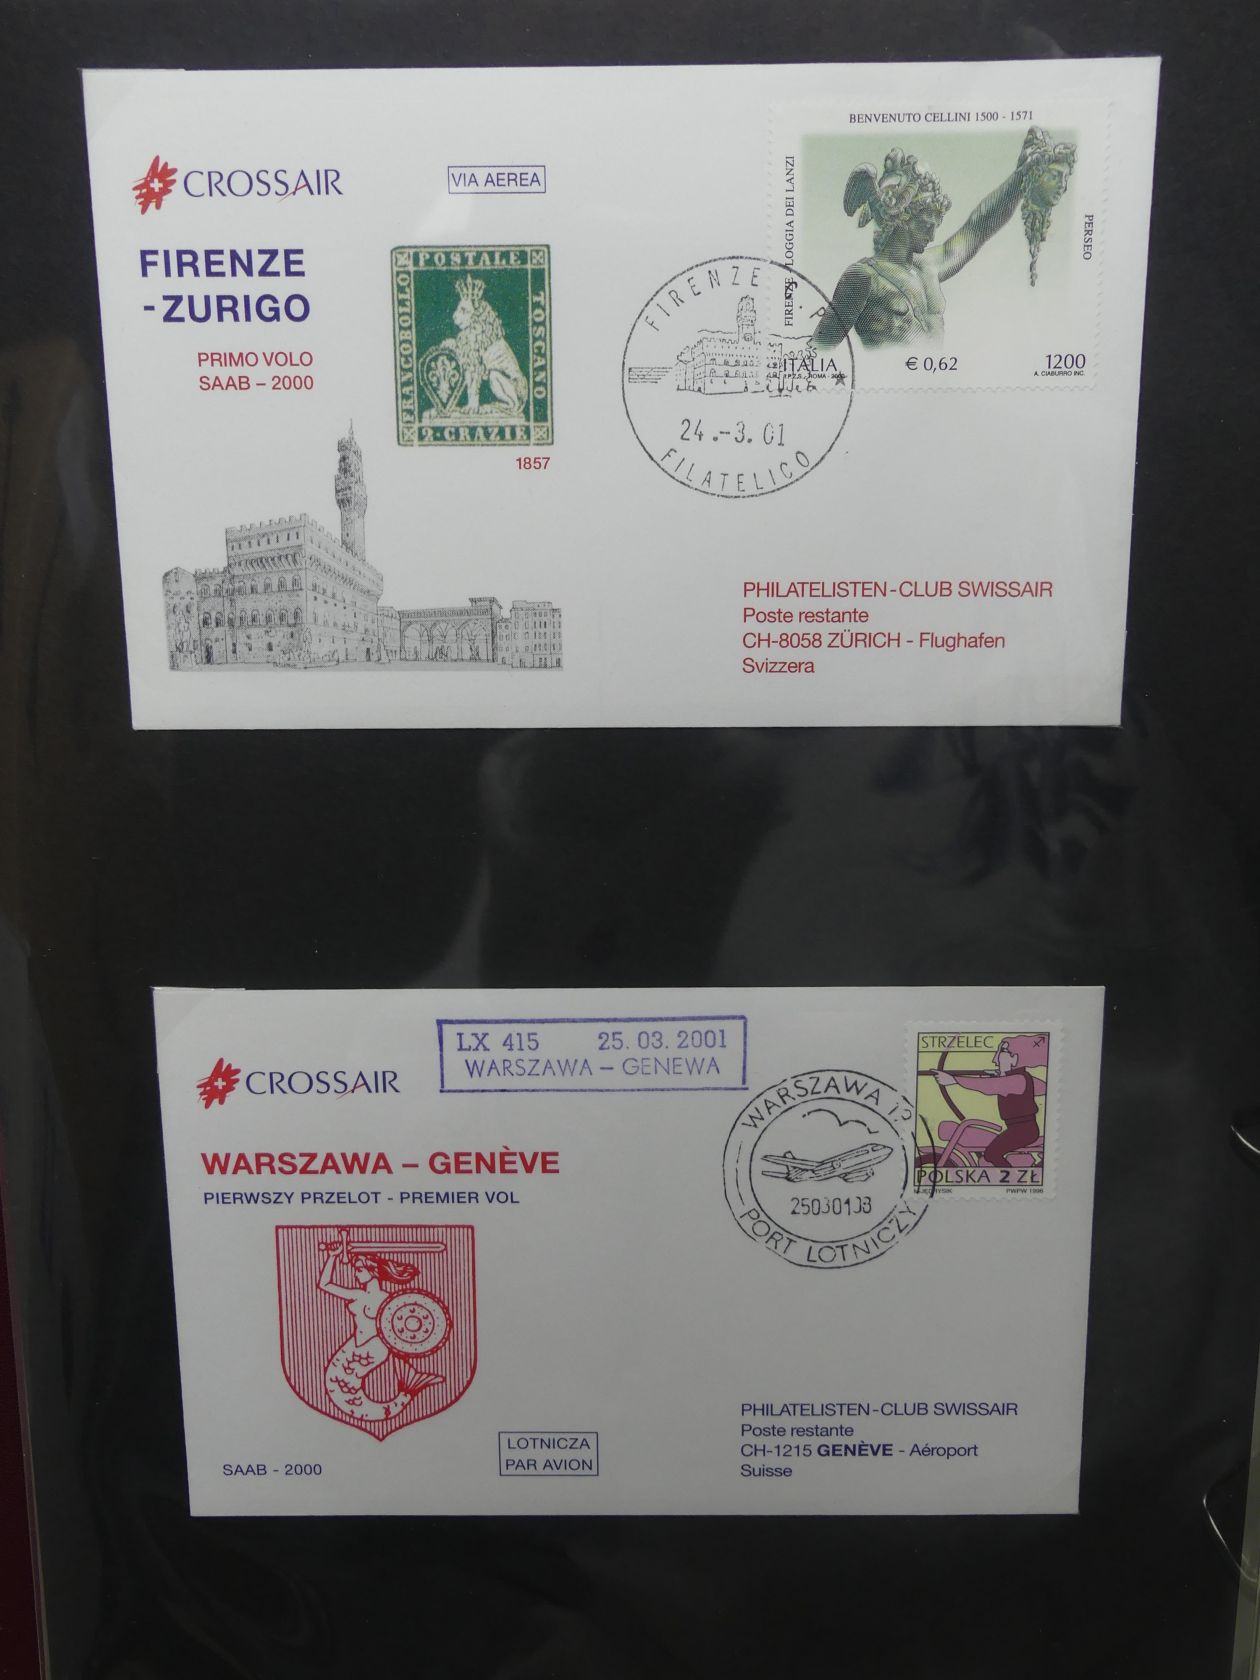 CROSSAIR
VIA AEREA
FIRENZE
-ZURIGO
PRIMO VOLO
SAAB - 2000
FRANCOBOLLO
POSTALE
TOSCANO
2·CRAZIE
1857
BENVENUTO CELLINI 1500 - 1571
FIRENZE LOGGIA DEI LANZI
PERSEO
ITALIA
€ 0,62
1200
A. CIABURRO INC.
FIRENZE
24.-3.01
FILATELICO
PHILATELISTEN-CLUB SWISSAIR
Poste restante
CH-8058 ZÜRICH - Flughafen
Svizzera
LX 415 25.03.2001
WARSZAWA - GENEWA
CROSSAIR
WARSZAWA – GENÈVE
PIERWSZY PRZELOT - PREMIER VOL
STRZELEC
POLSKA 2 ZŁ
PWPW 1996
WARSZAWA
PORT LOTNICZY
SAAB - 2000
LOTNICZA
PAR AVION
PHILATELISTEN-CLUB SWISSAIR
Poste restante
CH-1215 GENÈVE - Aéroport
Suisse